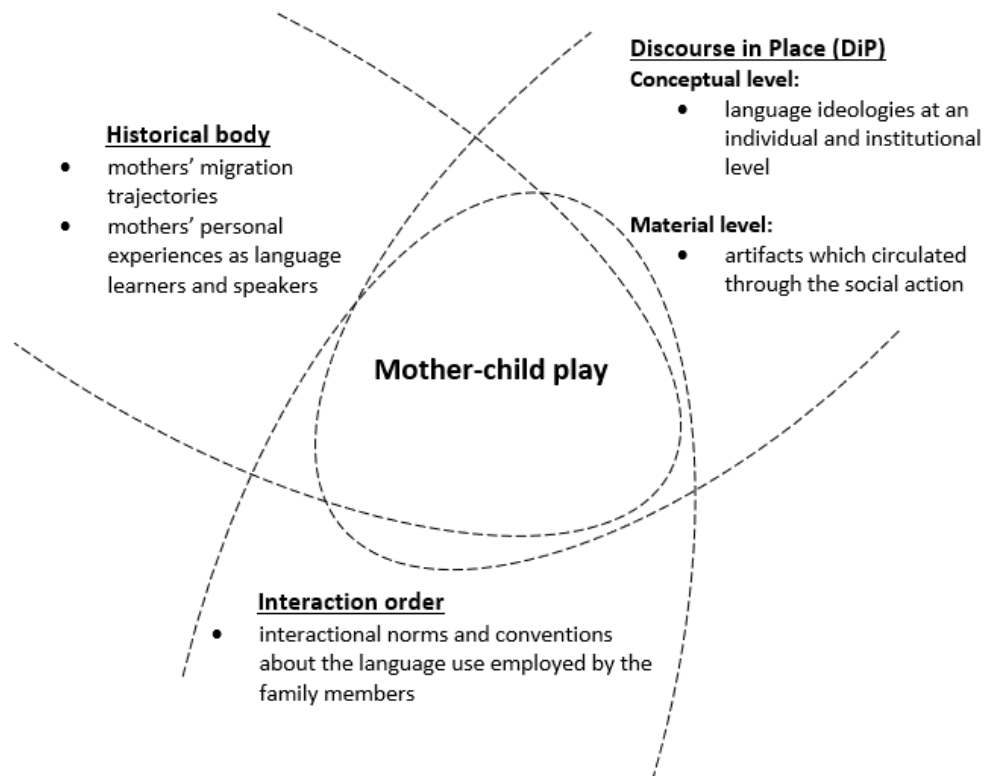 Discourse in Place (DiP)
Conceptual level:
• language ideologies at an
individual and institutional
level
Material level:
• artifacts which circulated
through the social action
Historical body
• mothers’ migration
trajectories
• mothers’ personal
experiences as language
learners and speakers
Mother-child play
Interaction order
• interactional norms and conventions
about the language use employed by the
family members